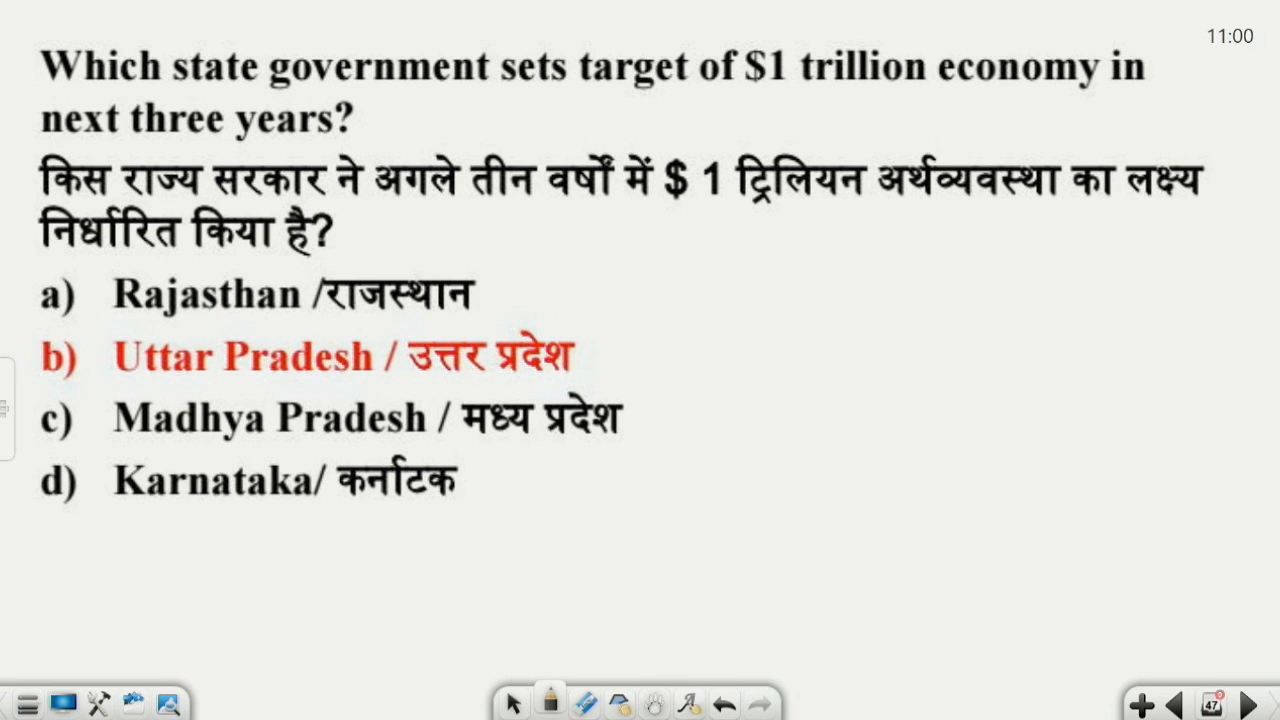 11:00
Which state government sets target of $1 trillion economy in
next three years?
किस राज्य सरकार ने अगले तीन वर्षों में $ 1 ट्रिलियन अर्थव्यवस्था का लक्ष्य
निर्धारित किया है?
a) Rajasthan /राजस्थान
b) Uttar Pradesh / उत्तर प्रदेश
c) Madhya Pradesh / मध्य प्रदेश
d) Karnataka/ कर्नाटक
47